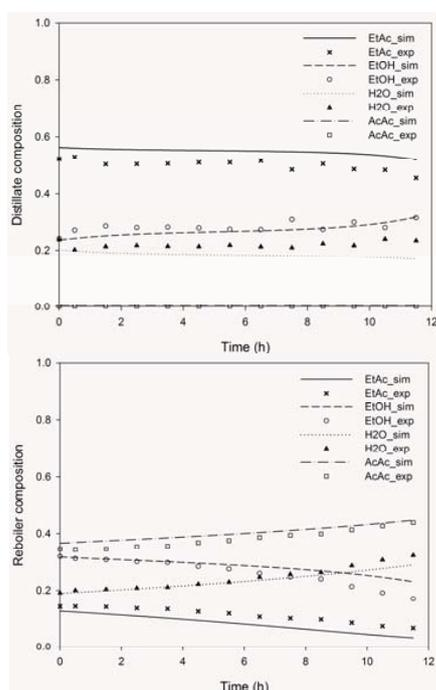 1.0
0.8
0.6
0.4
0.2
0.0
Distillate composition
EtAc_sim
EtAc_exp
EtOH_sim
EtOH_exp
H2O_sim
H2O_exp
AcAc_sim
AcAc_exp
0 2 4 6 8 10 12
Time (h)
1.0
0.8
0.6
0.4
0.2
0.0
Reboiler composition
EtAc_sim
EtAc_exp
EtOH_sim
EtOH_exp
H2O_sim
H2O_exp
AcAc_sim
AcAc_exp
0 2 4 6 8 10 12
Time (h)